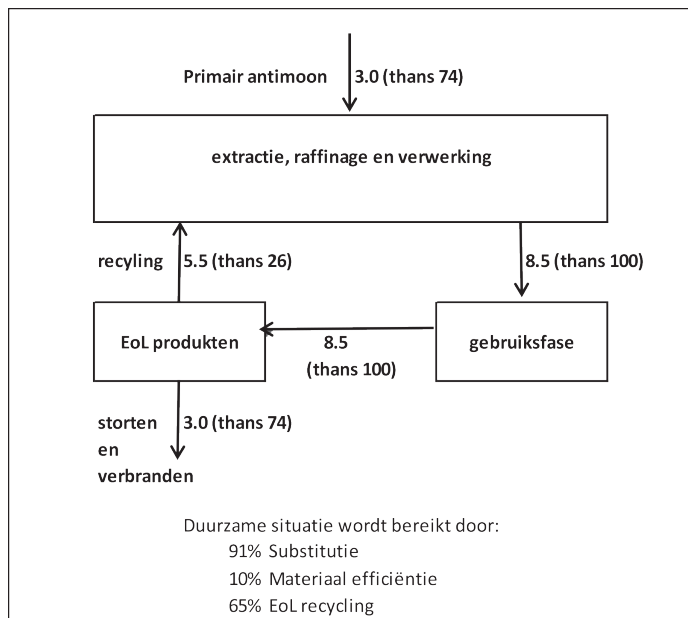 Primair antimoon 3.0 (thans 74)
extractie, raffinage en verwerking
recyling 5.5 (thans 26)
8.5 (thans 100)
EoL produkten
8.5
(thans 100)
gebruiksfase
storten 3.0 (thans 74)
en
verbranden
Duurzame situatie wordt bereikt door:
91% Substitutie
10% Materiaal efficiëntie
65% EoL recycling